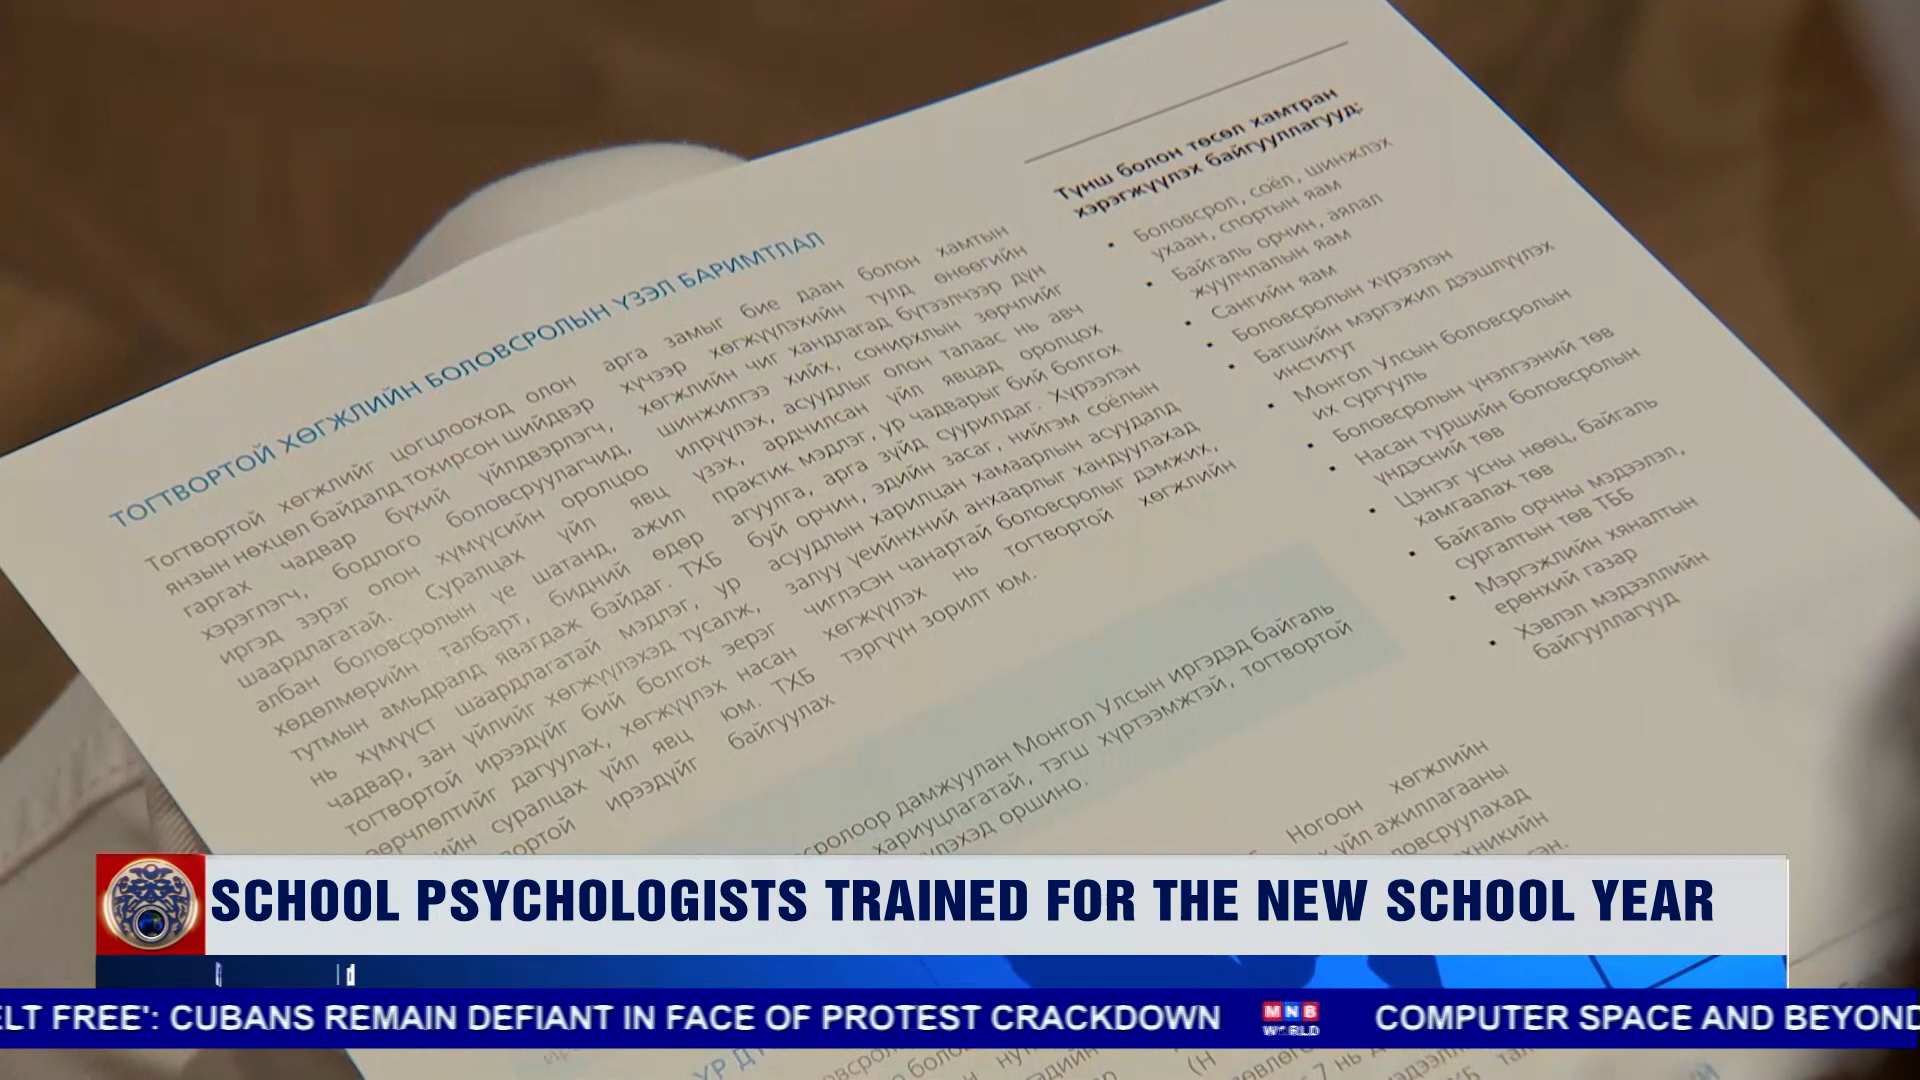 ТОГТВОРТОЙ ХӨГЖЛИЙН БОЛОВСРОЛЫН ҮЗЭЛ БАРИМТЛАЛ
Тогтвортой хөгжлийг цогцлооход олон
янзын нөхцөл байдалд тохирсон шийдвэр
гаргах чадвар бүхий үйлдвэрлэгч,
хэрэглэгч, бодлого боловсруулагчид,
иргэд зэрэг олон хүмүүсийн оролцоо
шаардлагатай. Суралцах үйл явц
албан боловсролын үе шатанд, ажил
хөдөлмөрийн талбарт, бидний өдөр
тутмын амьдралд явагдаж байдаг. ТХБ
нь хүмүүст шаардлагатай мэдлэг, ур
чадвар, зан үйлийг хөгжүүлэхэд тусалж,
тогтвортой ирээдүйг бий болгох зэрэг
өөрчлөлтийг дагуулах, хөгжүүлэх насан
суралцах үйл явц юм. ТХБ
ирээдүйг байгуулах
арга замыг бие даан болон хамтын
хүчээр хөгжүүлэхийн тулд өнөөгийн
хөгжлийн чиг хандлагад бүтээлчээр дүн
шинжилгээ хийх, сонирхлын зөрчлийг
илрүүлэх, асуудлыг олон талаас нь авч
үзэх, ардчилсан үйл явцад оролцох
практик мэдлэг, ур чадварыг бий болгох
агуулга, арга зүйд суурилдаг. Хүрээлэн
буй орчин, эдийн засаг, нийгэм соёлын
асуудлын харилцан хамаарлын асуудалд
залуу үеийнхний анхаарлыг хандуулахад
чиглэсэн чанартай боловсролыг дэмжих,
хөгжүүлэх нь тогтвортой хөгжлийн
тэргүүн зорилт юм.
Түнш болон төсөл хамтран
хэрэгжүүлэх байгууллагууд:
• Боловсрол, соёл, шинжлэх
ухаан, спортын яам
• Байгаль орчин, аялал
жуулчлалын яам
• Сангийн яам
• Боловсролын хүрээлэн
• Багшийн мэргэжил дээшлүүлэх
институт
• Монгол Улсын боловсролын
их сургууль
• Боловсролын үнэлгээний төв
• Насан туршийн боловсролын
үндэсний төв
• Цэнгэг усны нөөц, байгаль
хамгаалах төв
• Байгаль орчны мэдээлэл,
сургалтын төв ТББ
• Мэргэжлийн хяналтын
ерөнхий газар
• Хэвлэл мэдээллийн
байгууллагууд
дамжуулан Монгол Улсын иргэдэд байгаль
хариуцлагатай, тэгш хүртээмжтэй, тогтвортой
оршино.
Ногоон хөгжлийн
үйл ажиллагааны
SCHOOL PSYCHOLOGISTS TRAINED FOR THE NEW SCHOOL YEAR
ELT FREE': CUBANS REMAIN DEFIANT IN FACE OF PROTEST CRACKDOWN MNB WORLD COMPUTER SPACE AND BEYOND